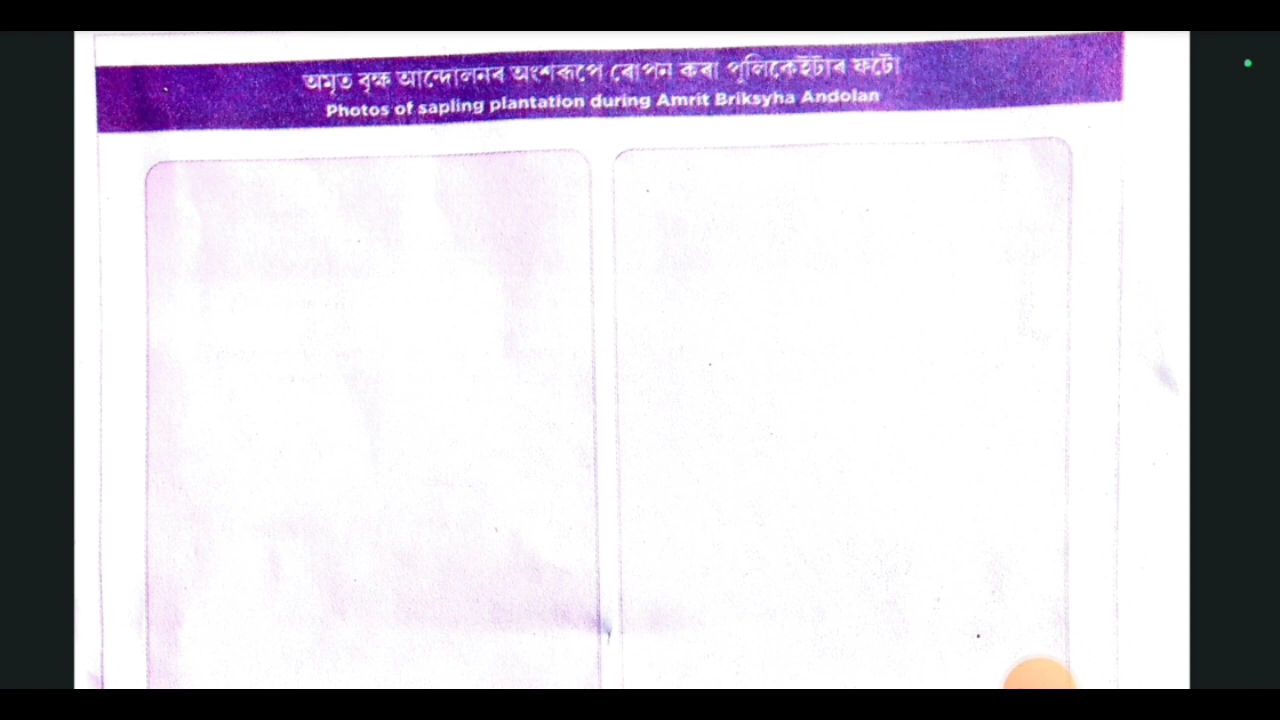 অমৃত বৃক্ষ আন্দোলনৰ অংশৰূপে ৰোপন কৰা পুলিকেইটাৰ ফটো
Photos of sapling plantation during Amrit Briksyha Andolan